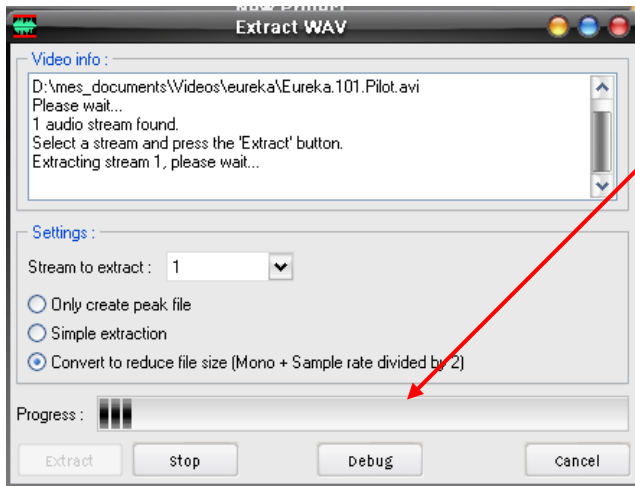 New Project
Extract WAV
Video info :
D:\mes_documents\Videos\eureka\Eureka.101.Pilot.avi
Please wait...
1 audio stream found.
Select a stream and press the 'Extract' button.
Extracting stream 1, please wait...
Settings :
Stream to extract : 1
Only create peak file
Simple extraction
Convert to reduce file size (Mono + Sample rate divided by 2)
Progress :
Extract Stop Debug Cancel